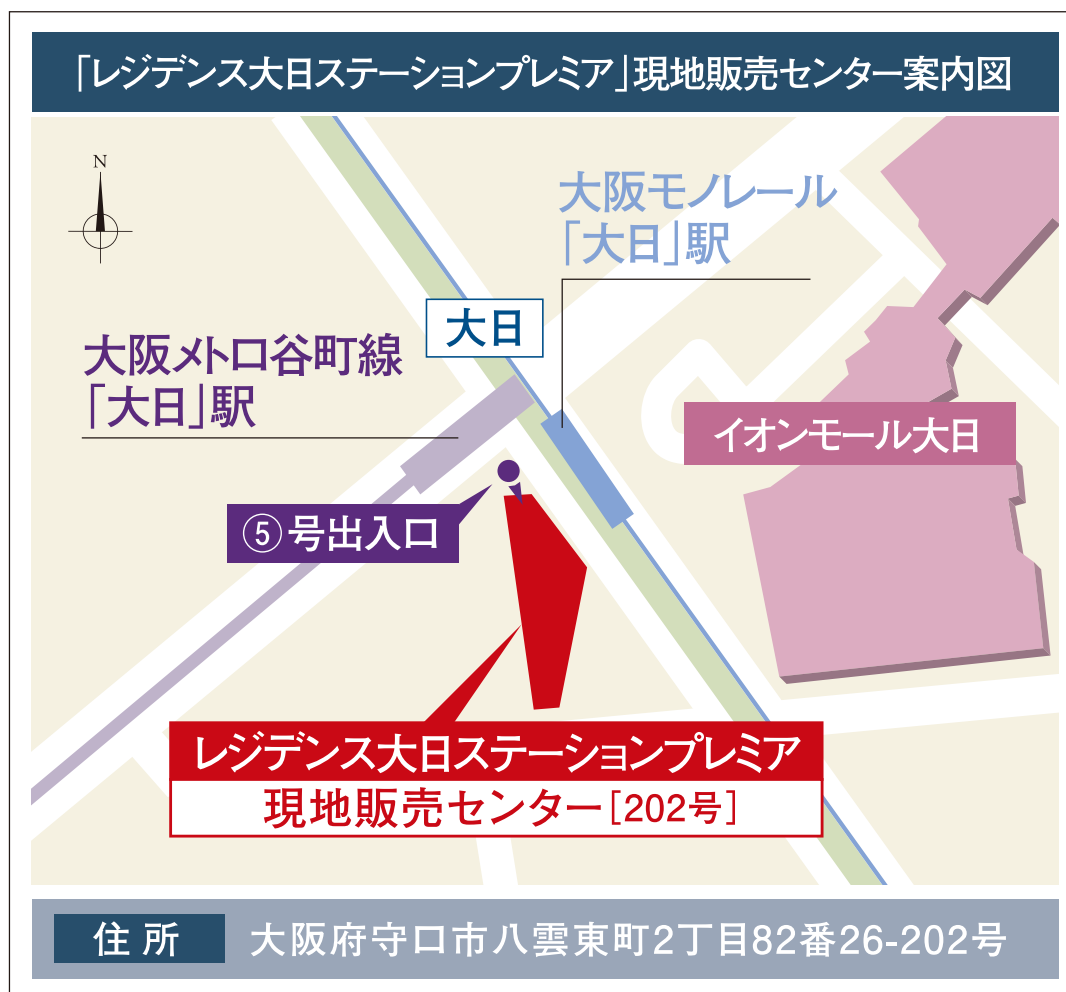 「レジデンス大日ステーションプレミア」現地販売センター案内図
N
大阪モノレール
「大日」駅
大日
大阪メトロ谷町線
「大日」駅
イオンモール大日
⑤号出入口
レジデンス大日ステーションプレミア
現地販売センター[202号]
住所 大阪府守口市八雲東町2丁目82番26-202号